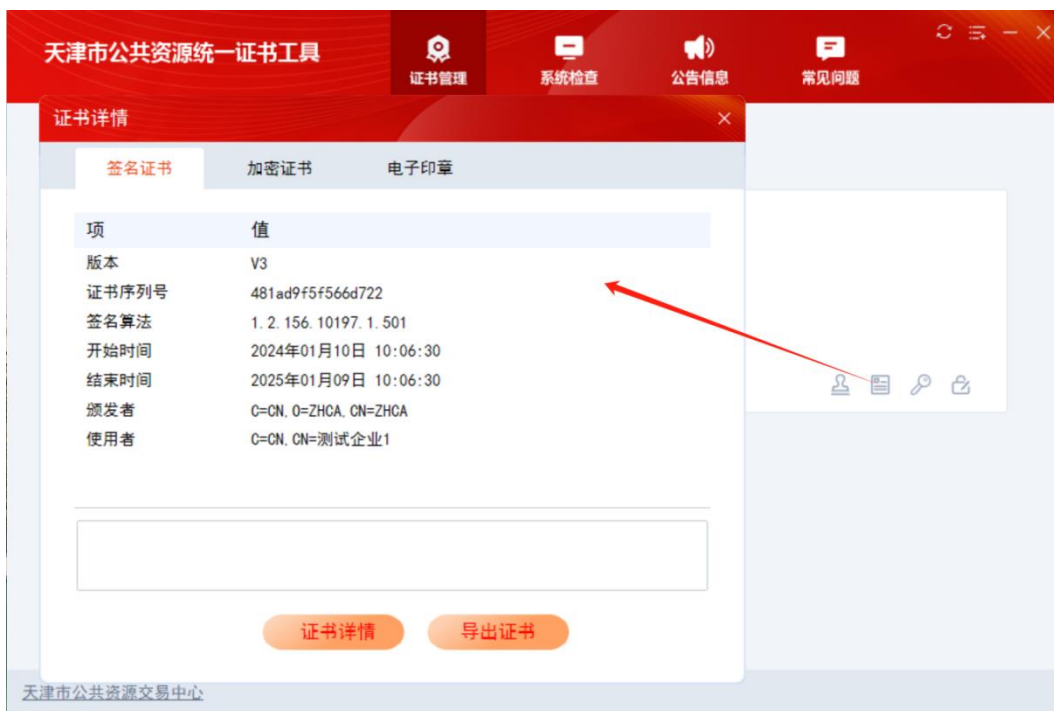 天津市公共资源统一证书工具
证书管理
系统检查
公告信息
常见问题
证书详情
签名证书 加密证书 电子印章
项 值
版本 V3
证书序列号 481ad9f5f566d722
签名算法 1.2.156.10197.1.501
开始时间 2024年01月10日 10:06:30
结束时间 2025年01月09日 10:06:30
颁发者 C=CN,O=ZHCA,CN=ZHCA
使用者 C=CN,CN=测试企业1
证书详情 导出证书
天津市公共资源交易中心